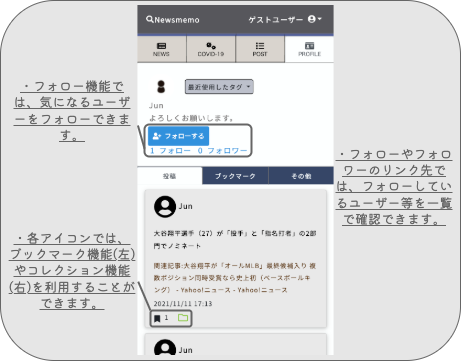 Newsmemo
ゲストユーザー
NEWS
COVID-19
POST
PROFILE
最近使用したタグ
Jun
よろしくお願いします。
フォローする
1 フォロー 0 フォロワー
投稿
ブックマーク
その他
Jun
大谷翔平選手（27）が「投手」と「指名打者」の2部
門でノミネート
関連記事:大谷翔平が「オールMLB」最終候補入り 複
数ポジション同時受賞なら史上初（ベースボールキ
ング） - Yahoo!ニュース - Yahoo!ニュース
2021/11/11 17:13
1
Jun
・フォロー機能で
は、気になるユーザ
ーをフォローできま
す。
・各アイコンでは、
ブックマーク機能(左)
やコレクション機能
(右)を利用することが
できます。
・フォローやフォロ
ワーのリンク先で
は、フォローしてい
るユーザー等を一覧
で確認できます。